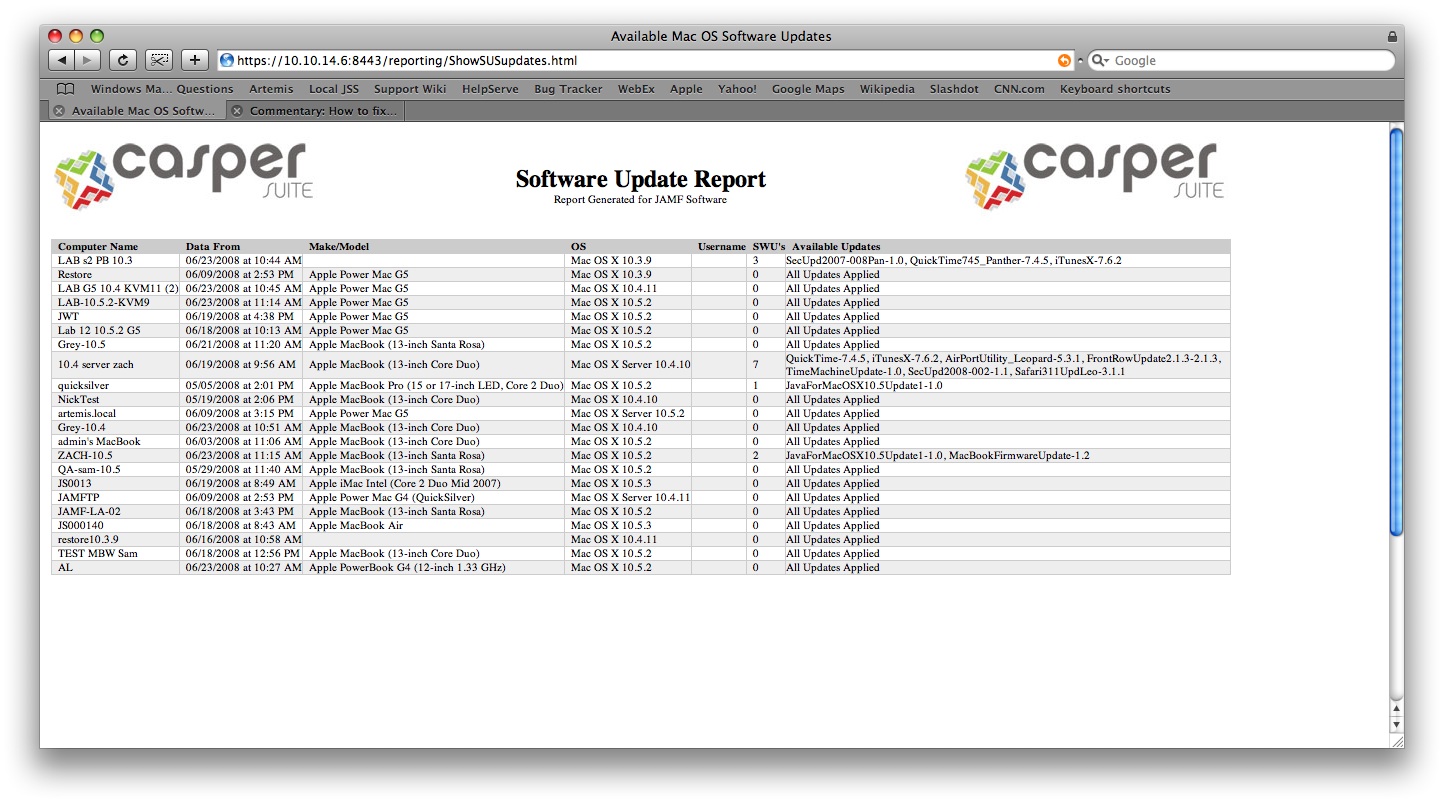 Available Mac OS Software Updates
https://10.10.14.6:8443/reporting/ShowSUSupdates.html
Google
Windows Ma... Questions Artemis Local JSS Support Wiki HelpServe Bug Tracker WebEx Apple Yahoo! Google Maps Wikipedia Slashdot CNN.com Keyboard shortcuts
Available Mac OS Softw... Commentary: How to fix...
casper SUITE
Software Update Report
Report Generated for JAMF Software
casper SUITE
Computer Name Data From Make/Model OS Username SWU's Available Updates
LAB s2 PB 10.3 06/23/2008 at 10:44 AM Mac OS X 10.3.9 3 SecUpd2007-008Pan-1.0, QuickTime745_Panther-7.4.5, iTunesX-7.6.2
Restore 06/09/2008 at 2:53 PM Apple Power Mac G5 Mac OS X 10.3.9 0 All Updates Applied
LAB G5 10.4 KVM11 (2) 06/23/2008 at 10:45 AM Apple Power Mac G5 Mac OS X 10.4.11 0 All Updates Applied
LAB-10.5.2-KVM9 06/23/2008 at 11:14 AM Apple Power Mac G5 Mac OS X 10.5.2 0 All Updates Applied
JWT 06/19/2008 at 4:38 PM Apple Power Mac G5 Mac OS X 10.5.2 0 All Updates Applied
Lab 12 10.5.2 G5 06/18/2008 at 10:13 AM Apple Power Mac G5 Mac OS X 10.5.2 0 All Updates Applied
Grey-10.5 06/21/2008 at 11:20 AM Apple MacBook (13-inch Santa Rosa) Mac OS X 10.5.2 0 All Updates Applied
10.4 server zach 06/19/2008 at 9:56 AM Apple MacBook (13-inch Core Duo) Mac OS X Server 10.4.10 7 QuickTime-7.4.5, iTunesX-7.6.2, AirPortUtility_Leopard-5.3.1, FrontRowUpdate2.1.3-2.1.3,
TimeMachineUpdate-1.0, SecUpd2008-002-1.1, Safari311UpdLeo-3.1.1
quicksilver 05/05/2008 at 2:01 PM Apple MacBook Pro (15 or 17-inch LED, Core 2 Duo) Mac OS X 10.5.2 1 JavaForMacOSX10.5Update1-1.0
NickTest 05/19/2008 at 2:06 PM Apple MacBook (13-inch Core Duo) Mac OS X 10.4.10 0 All Updates Applied
artemis.local 06/09/2008 at 3:15 PM Apple Power Mac G5 Mac OS X Server 10.5.2 0 All Updates Applied
Grey-10.4 06/23/2008 at 10:51 AM Apple MacBook (13-inch Core Duo) Mac OS X 10.4.10 0 All Updates Applied
admin's MacBook 06/03/2008 at 11:06 AM Apple MacBook (13-inch Core Duo) Mac OS X 10.5.2 0 All Updates Applied
ZACH-10.5 06/23/2008 at 11:15 AM Apple MacBook (13-inch Santa Rosa) Mac OS X 10.5.2 2 JavaForMacOSX10.5Update1-1.0, MacBookFirmwareUpdate-1.2
QA-sam-10.5 05/29/2008 at 11:40 AM Apple MacBook (13-inch Santa Rosa) Mac OS X 10.5.2 0 All Updates Applied
JS0013 06/19/2008 at 8:49 AM Apple iMac Intel (Core 2 Duo Mid 2007) Mac OS X 10.5.3 0 All Updates Applied
JAMFTP 06/09/2008 at 2:53 PM Apple Power Mac G4 (QuickSilver) Mac OS X Server 10.4.11 0 All Updates Applied
JAMF-LA-02 06/18/2008 at 3:43 PM Apple MacBook (13-inch Santa Rosa) Mac OS X 10.5.2 0 All Updates Applied
JS000140 06/18/2008 at 8:43 AM Apple MacBook Air Mac OS X 10.5.3 0 All Updates Applied
restore10.3.9 06/16/2008 at 10:58 AM Mac OS X 10.4.11 0 All Updates Applied
TEST MBW Sam 06/18/2008 at 12:56 PM Apple MacBook (13-inch Core Duo) Mac OS X 10.5.2 0 All Updates Applied
AL 06/23/2008 at 10:27 AM Apple PowerBook G4 (12-inch 1.33 GHz) Mac OS X 10.5.2 0 All Updates Applied